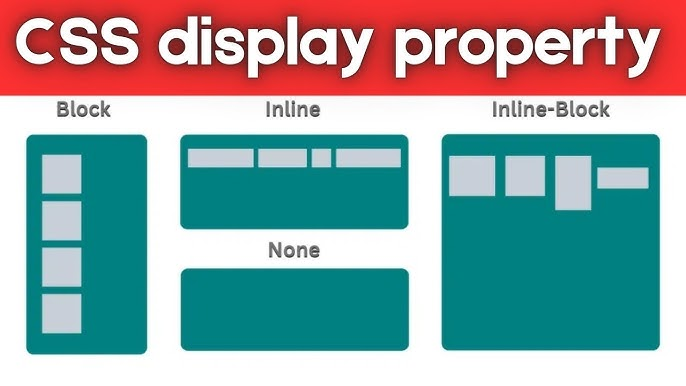 CSS display property
Block
Inline
Inline-Block
None